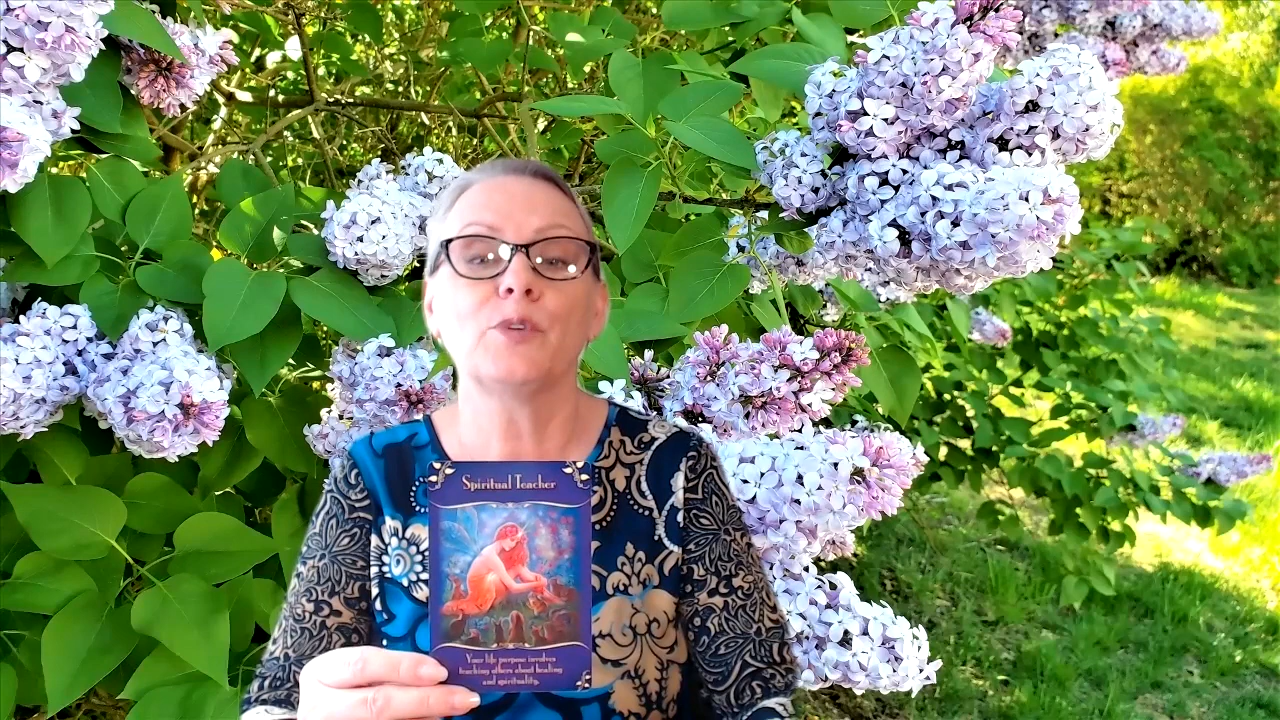 Spiritual Teacher
Your life purpose involves
teaching others about healing
and spirituality.